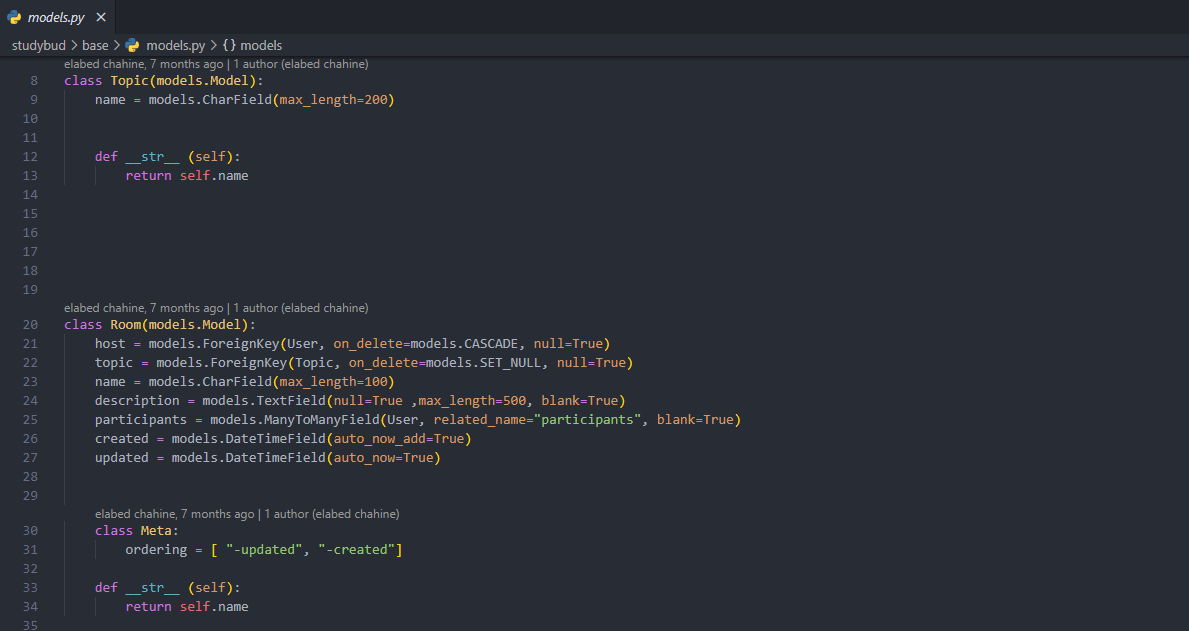 models.py ×
studybud > base > models.py > {} models
elabed chahine, 7 months ago | 1 author (elabed chahine)
8 class Topic(models.Model):
9     name = models.CharField(max_length=200)
10
11
12     def __str__ (self):
13         return self.name
14
15
16
17
18
19
elabed chahine, 7 months ago | 1 author (elabed chahine)
20 class Room(models.Model):
21     host = models.ForeignKey(User, on_delete=models.CASCADE, null=True)
22     topic = models.ForeignKey(Topic, on_delete=models.SET_NULL, null=True)
23     name = models.CharField(max_length=100)
24     description = models.TextField(null=True ,max_length=500, blank=True)
25     participants = models.ManyToManyField(User, related_name="participants", blank=True)
26     created = models.DateTimeField(auto_now_add=True)
27     updated = models.DateTimeField(auto_now=True)
28
29
elabed chahine, 7 months ago | 1 author (elabed chahine)
30     class Meta:
31         ordering = [ "-updated", "-created"]
32
33     def __str__ (self):
34         return self.name
35